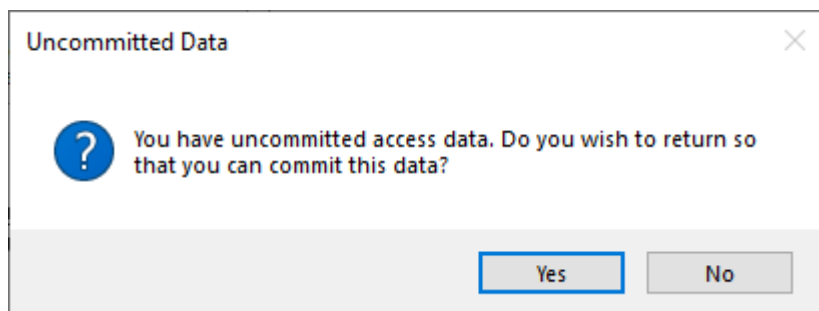 Uncommitted Data
?
You have uncommitted access data. Do you wish to return so
that you can commit this data?
Yes
No